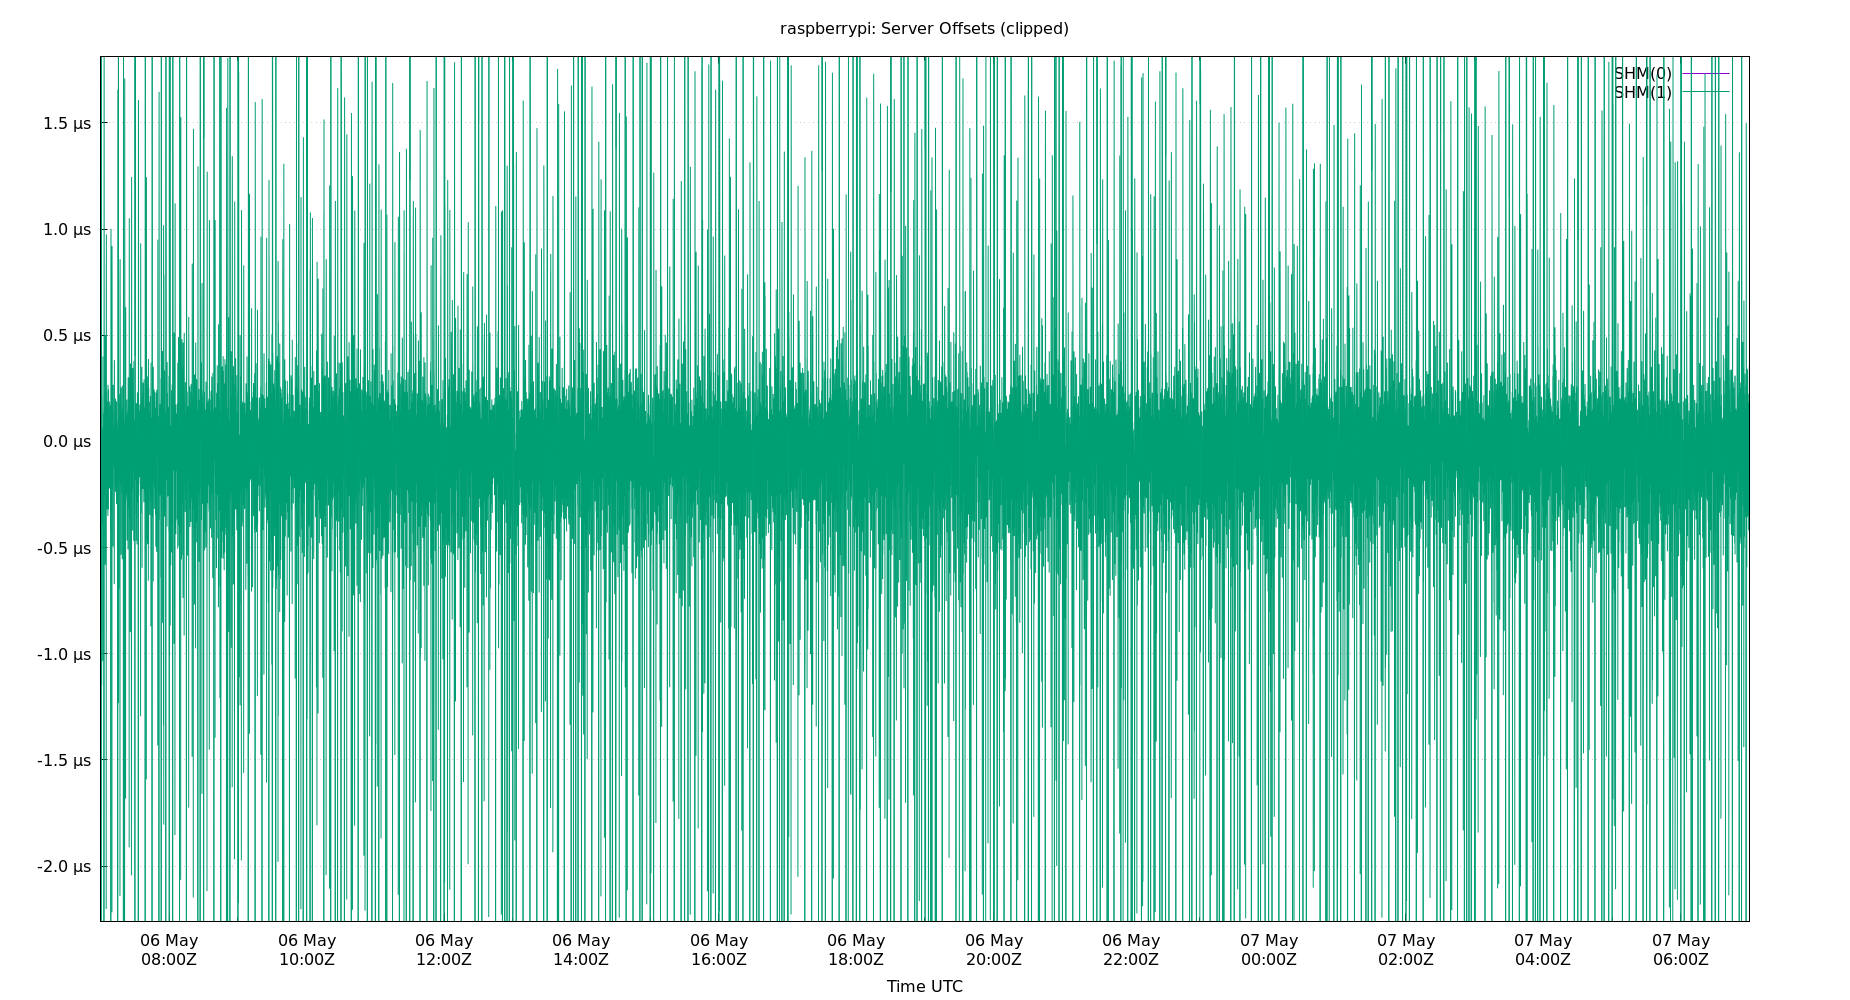 raspberrypi: Server Offsets (clipped)
SHM(0)
SHM(1)
1.5 µs
1.0 µs
0.5 µs
0.0 µs
-0.5 µs
-1.0 µs
-1.5 µs
-2.0 µs
06 May 06 May 06 May 06 May 06 May 06 May 06 May 06 May 07 May 07 May 07 May 07 May
08:00Z 10:00Z 12:00Z 14:00Z 16:00Z 18:00Z 20:00Z 22:00Z 00:00Z 02:00Z 04:00Z 06:00Z
Time UTC